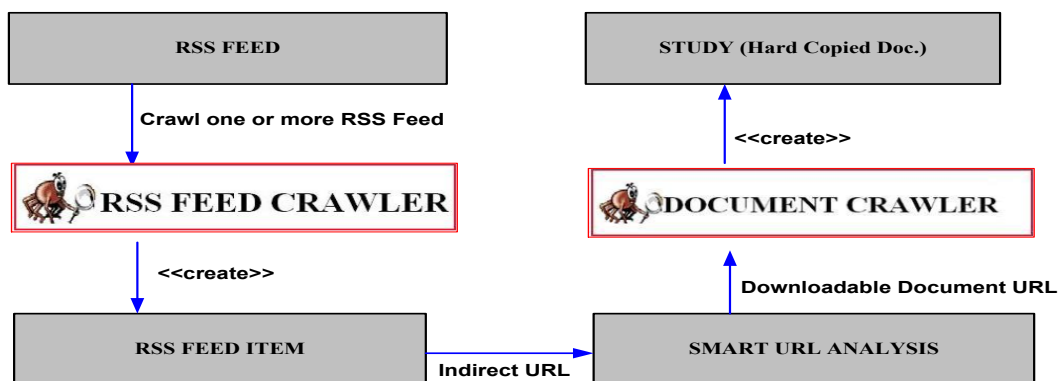 RSS FEED
Crawl one or more RSS Feed
RSS FEED CRAWLER
<<create>>
RSS FEED ITEM
Indirect URL
SMART URL ANALYSIS
Downloadable Document URL
DOCUMENT CRAWLER
<<create>>
STUDY (Hard Copied Doc.)